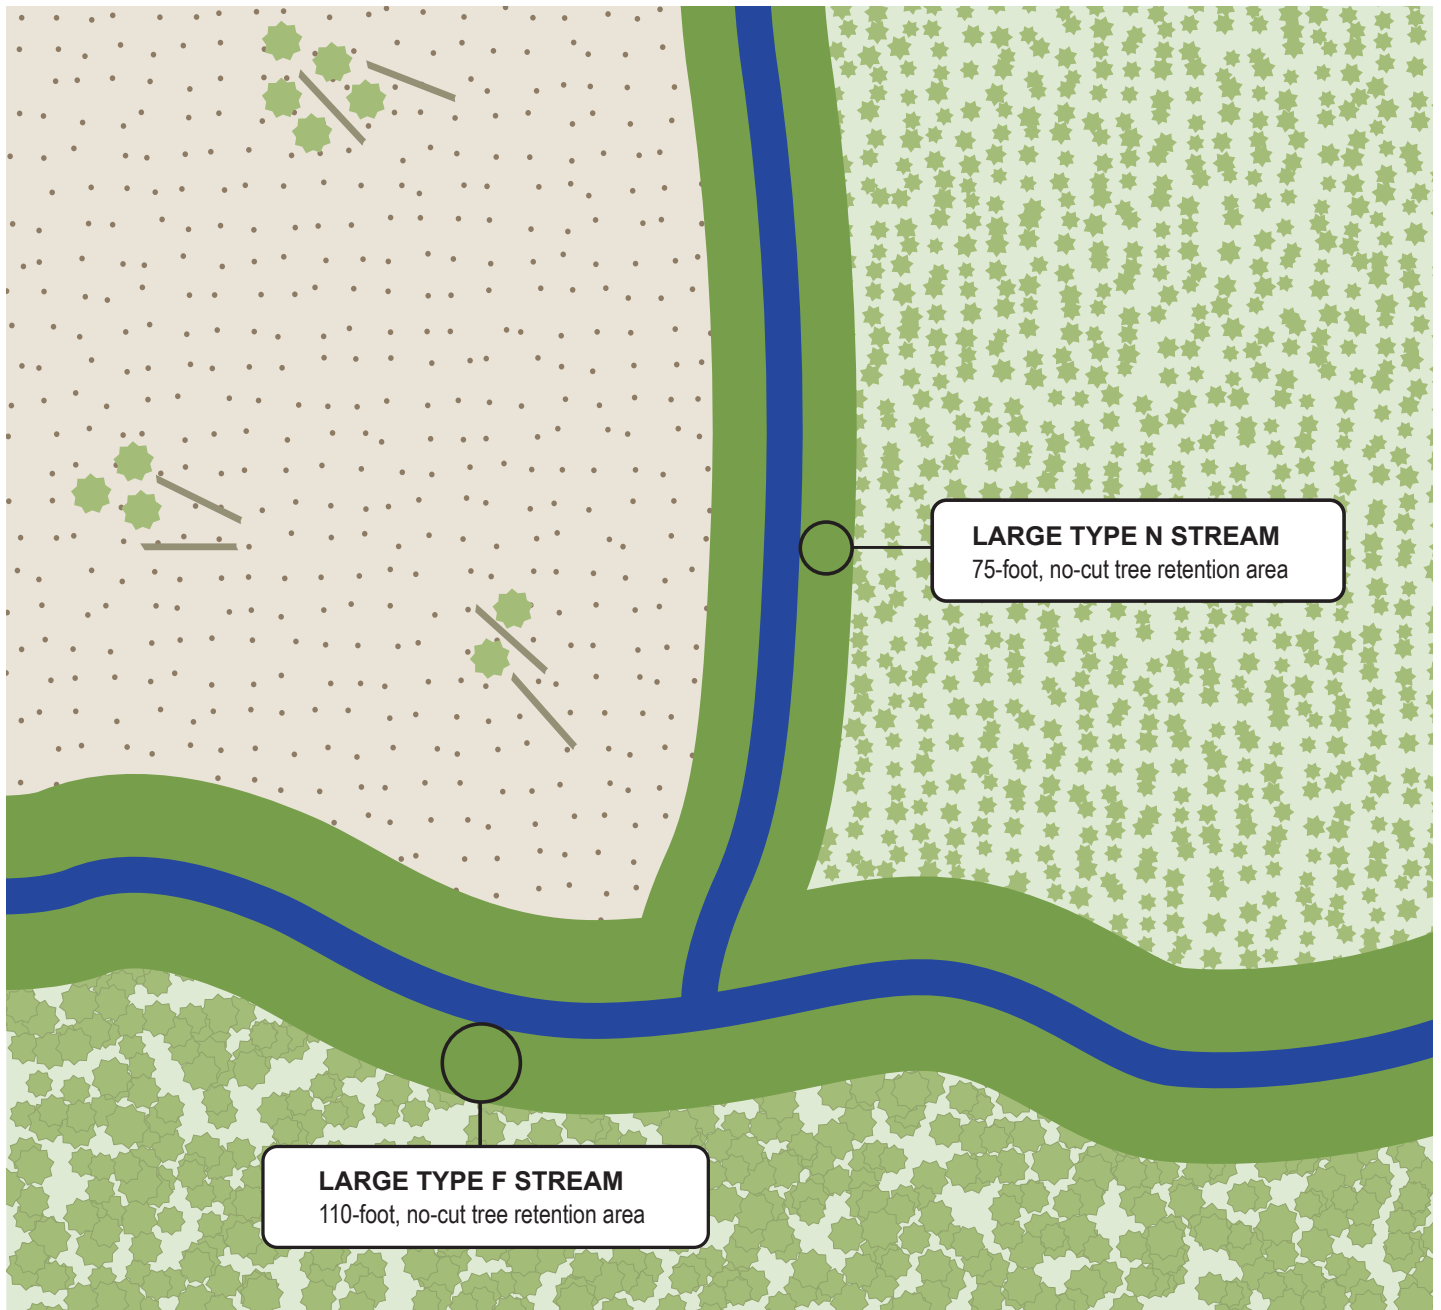 LARGE TYPE N STREAM
75-foot, no-cut tree retention area
LARGE TYPE F STREAM
110-foot, no-cut tree retention area